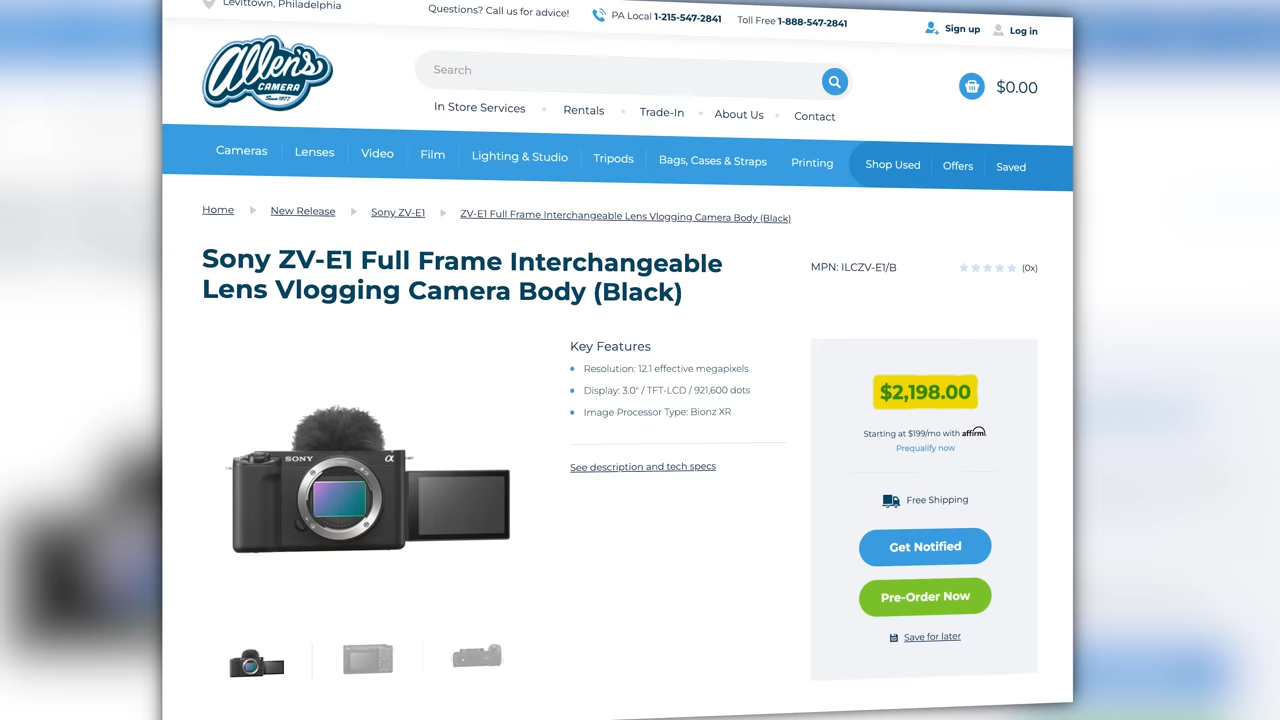 Levittown, Philadelphia
Questions? Call us for advice!
PA Local 1-215-547-2841
Toll Free 1-888-547-2841
Sign up
Log in
Allen's
CAMERA
Since 1977
Search
$0.00
In Store Services
Rentals
Trade-In
About Us
Contact
Cameras
Lenses
Video
Film
Lighting & Studio
Tripods
Bags, Cases & Straps
Printing
Shop Used
Offers
Saved
Home
New Release
Sony ZV-E1
ZV-E1 Full Frame Interchangeable Lens Vlogging Camera Body (Black)
Sony ZV-E1 Full Frame Interchangeable
Lens Vlogging Camera Body (Black)
MPN: ILCZV-E1/B
(0x)
Key Features
Resolution: 12.1 effective megapixels
Display: 3.0" / TFT-LCD / 921,600 dots
Image Processor Type: Bionz XR
See description and tech specs
SONY
α
$2,198.00
Starting at $199/mo with affirm.
Prequalify now
Free Shipping
Get Notified
Pre-Order Now
Save for later